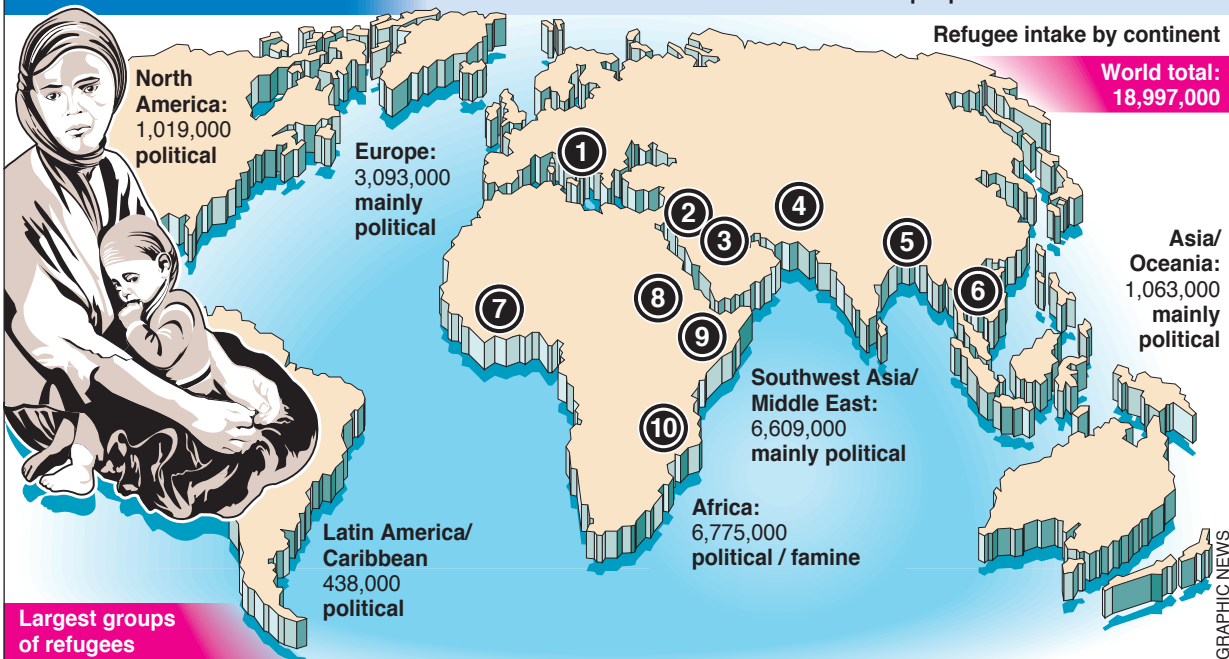 Refugee intake by continent
World total:
18,997,000
North
America:
1,019,000
political
Europe:
3,093,000
mainly
political
1
2
3
4
5
6
7
8
9
10
Asia/
Oceania:
1,063,000
mainly
political
Southwest Asia/
Middle East:
6,609,000
mainly political
Africa:
6,775,000
political / famine
Latin America/
Caribbean
438,000
political
Largest groups
of refugees
GRAPHIC NEWS